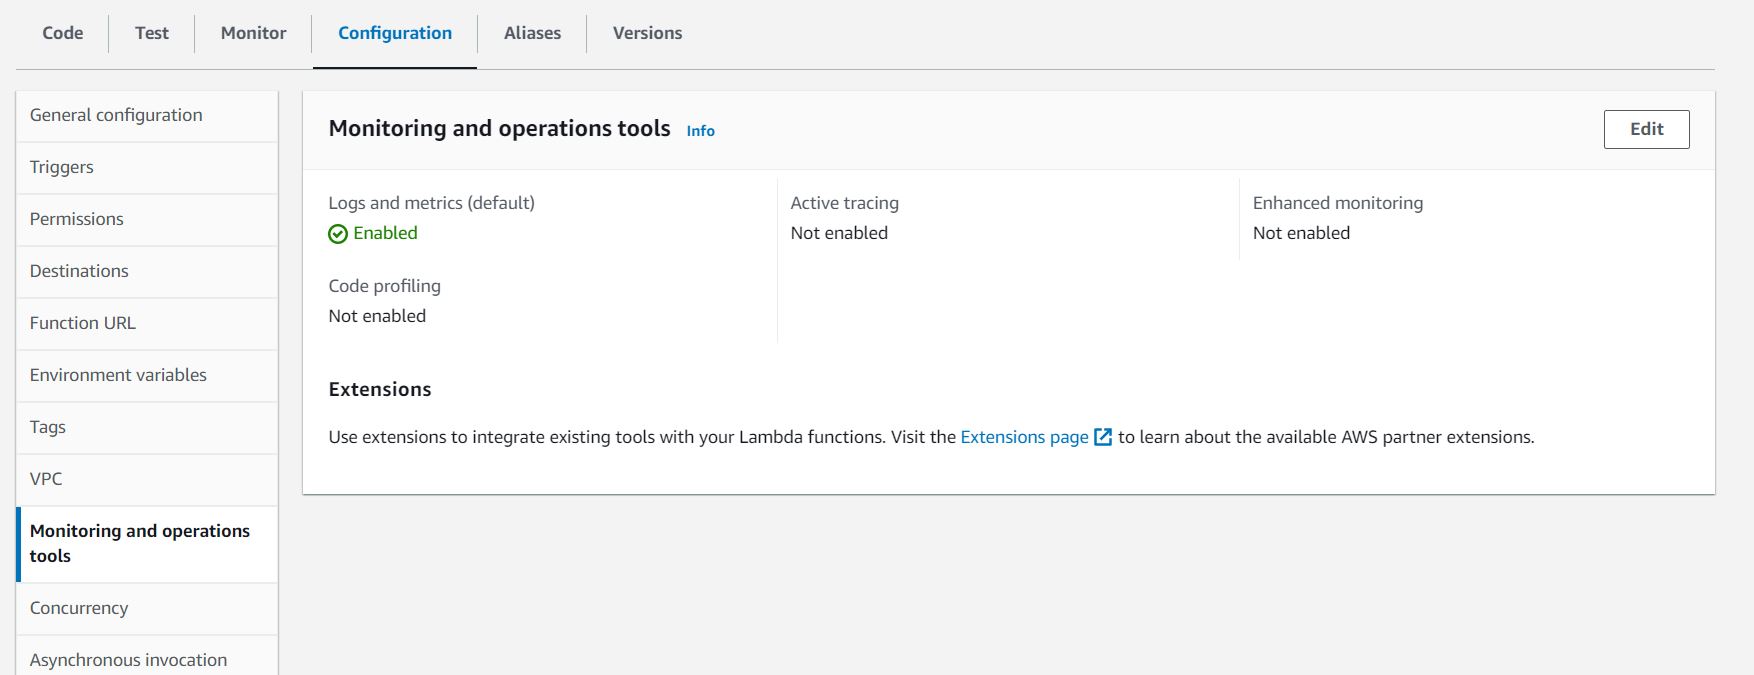 Code Test Monitor Configuration Aliases Versions
General configuration
Triggers
Permissions
Destinations
Function URL
Environment variables
Tags
VPC
Monitoring and operations
tools
Concurrency
Asynchronous invocation
Monitoring and operations tools Info
Edit
Logs and metrics (default)
Enabled
Active tracing
Not enabled
Enhanced monitoring
Not enabled
Code profiling
Not enabled
Extensions
Use extensions to integrate existing tools with your Lambda functions. Visit the Extensions page to learn about the available AWS partner extensions.